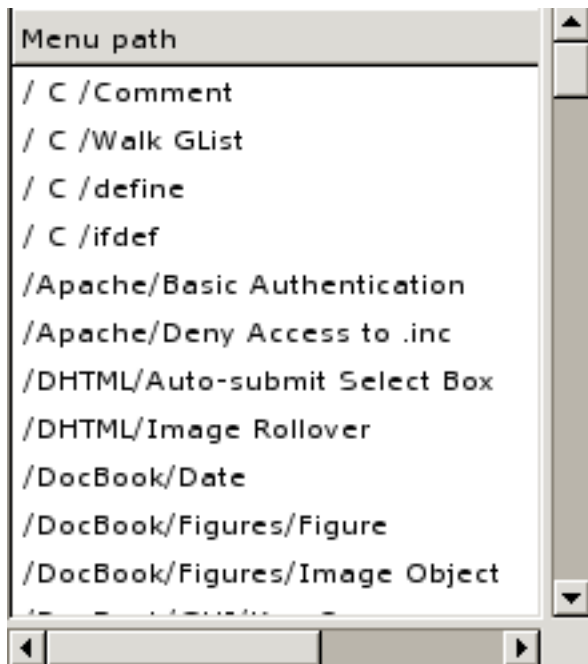 Menu path
/ C /Comment
/ C /Walk GList
/ C /define
/ C /ifdef
/Apache/Basic Authentication
/Apache/Deny Access to .inc
/DHTML/Auto-submit Select Box
/DHTML/Image Rollover
/DocBook/Date
/DocBook/Figures/Figure
/DocBook/Figures/Image Object